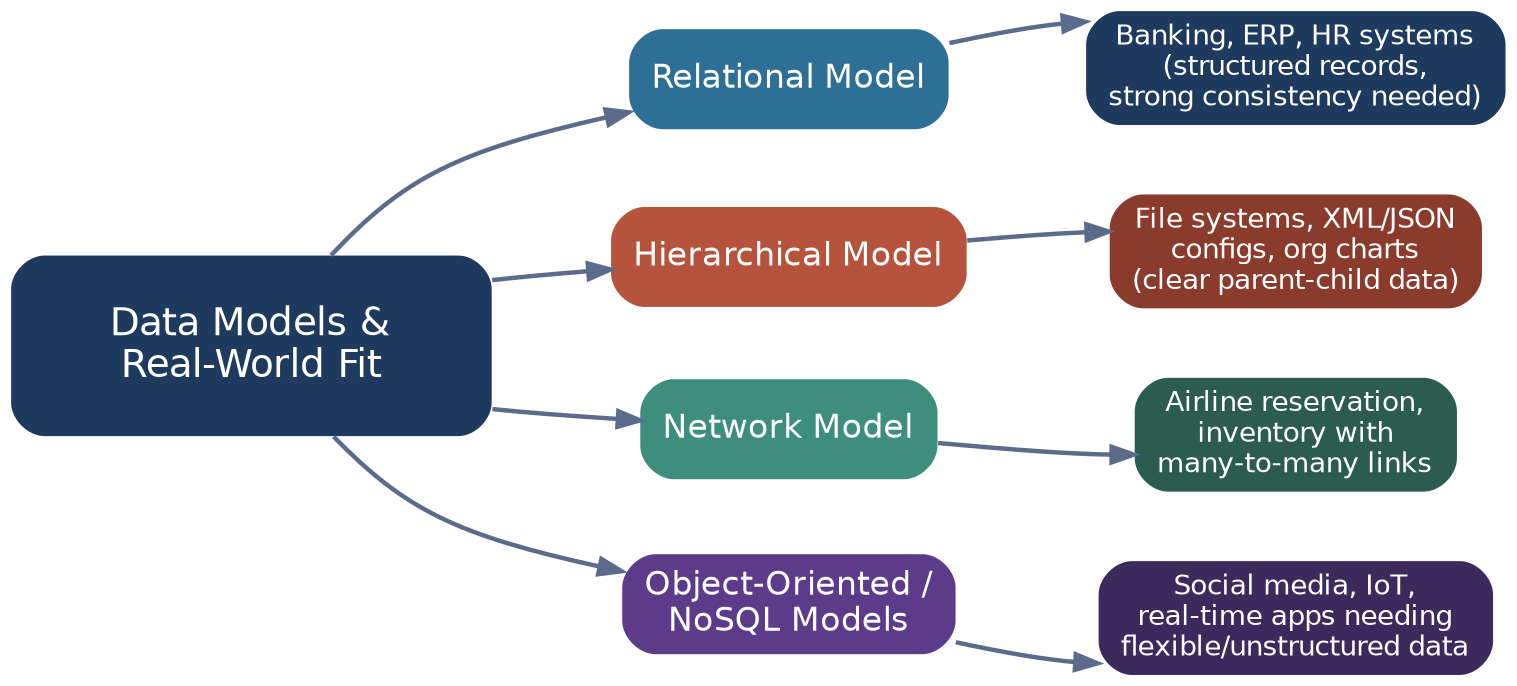 Data Models &
Real-World Fit
Relational Model
Banking, ERP, HR systems
(structured records,
strong consistency needed)
Hierarchical Model
File systems, XML/JSON
configs, org charts
(clear parent-child data)
Network Model
Airline reservation,
inventory with
many-to-many links
Object-Oriented /
NoSQL Models
Social media, IoT,
real-time apps needing
flexible/unstructured data